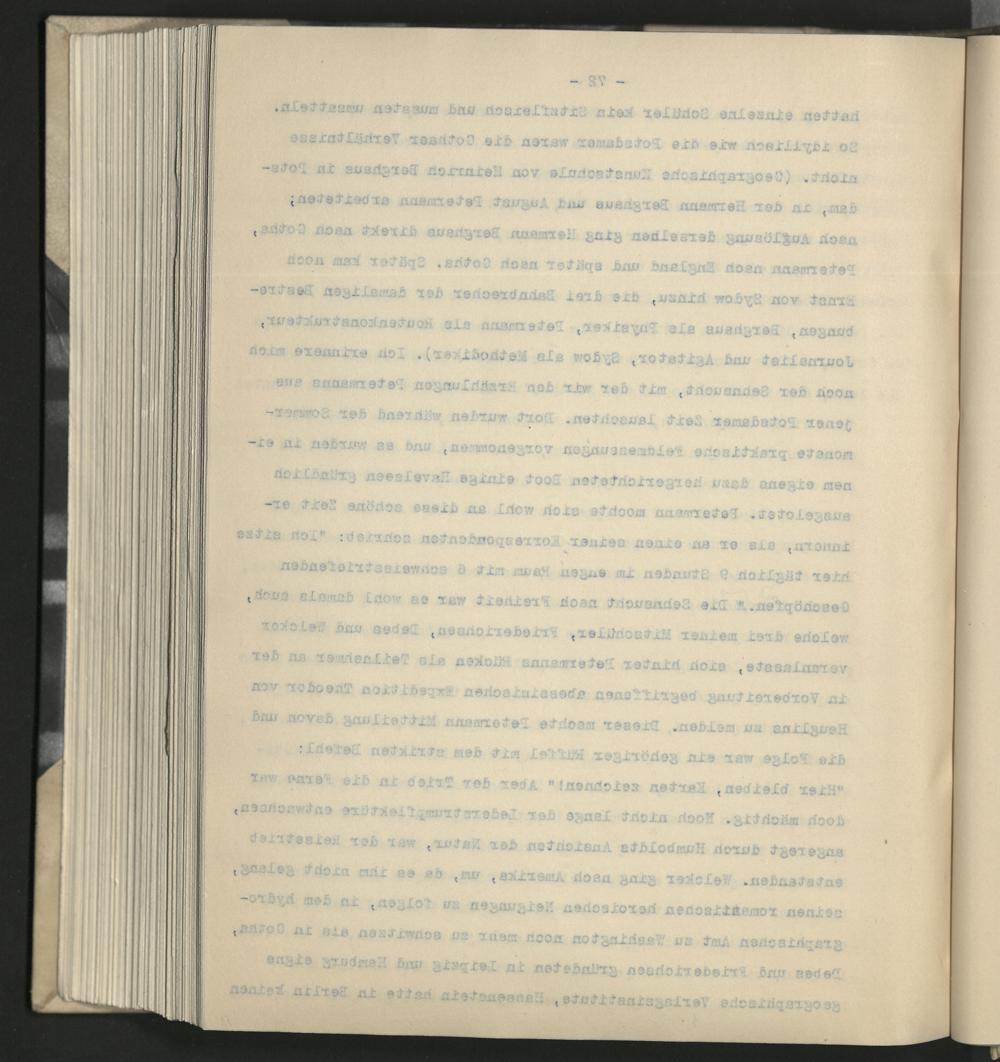 - 72 -
hatten einzelne Schüler kein Sitzfleisch und mussten umsatteln.
So idyllisch wie die Potsdamer waren die Gothaer Verhältnisse
nicht. (Geographische Kunstschule von Heinrich Berghaus in Pots-
dam, in der Hermann Berghaus und August Petermann arbeiteten;
nach Auflösung derselben ging Hermann Berghaus direkt nach Gotha,
Petermann nach England und später nach Gotha. Später kam noch
Ernst von Sydow hinzu, die drei Bahnbrecher der damaligen Bestre-
bungen, Berghaus als Physiker, Petermann als Routenkonstrukteur,
Journalist und Agitator, Sydow als Methodiker). Ich erinnere mich
noch der Sehnsucht, mit der wir den Erzählungen Petermanns aus
jener Potsdamer Zeit lauschten. Dort wurden während der Sommer-
monate praktische Feldmessungen vorgenommen, und es wurden in ei-
nem eigens dazu hergerichteten Boot einige Havelseen gründlich
ausgelotet. Petermann mochte sich wohl an diese schöne Zeit er-
innern, als er an einen seiner Korrespondenten schrieb: "Ich sitze
hier täglich 9 Stunden im engen Raum mit 6 schweisstriefenden
Geschöpfen." Die Sehnsucht nach Freiheit war es wohl damals auch,
welche drei meiner Mitschüler, Friederichsen, Debes und Welcker
veranlasste, sich hinter Petermanns Rücken als Teilnehmer an der
in Vorbereitung begriffenen abessinischen Expedition Theodor von
Heuglins zu melden. Dieser machte Petermann Mitteilung davon und
die Folge war ein gehöriger Rüffel mit dem strikten Befehl:
"Hier bleiben, Karten zeichnen!" Aber der Trieb in die Ferne war
doch mächtig. Noch nicht lange der Lederstrumpflektüre entwachsen,
angeregt durch Humboldts Ansichten der Natur, war der Reisetrieb
entstanden. Welcker ging nach Amerika, um, da es ihm nicht gelang,
seinen romantischen heroischen Neigungen zu folgen, in dem hydro-
graphischen Amt zu Washington noch mehr zu schwitzen als in Gotha,
Debes und Friederichsen gründeten in Leipzig und Hamburg eigne
geographische Verlagsinstitute, Hassenstein hatte in Berlin keinen